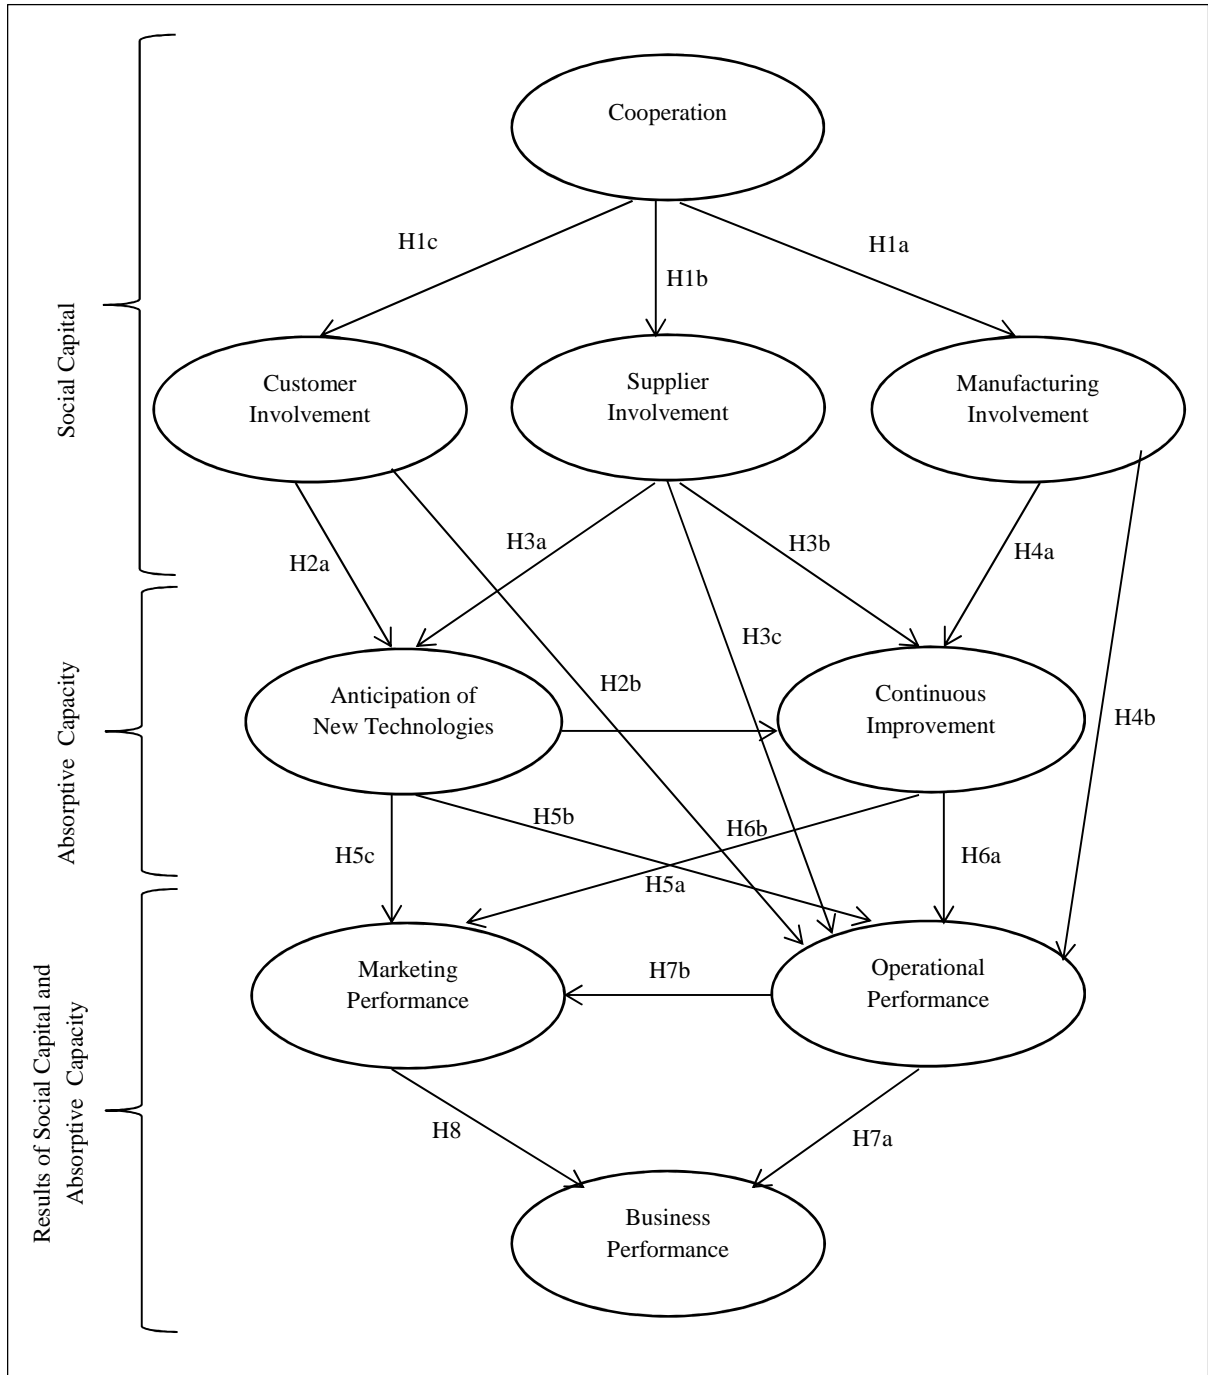 Cooperation
H1c
H1b
H1a
Social Capital
Customer
Involvement
Supplier
Involvement
Manufacturing
Involvement
H2a
H3a
H3b
H4a
H3c
H2b
H4b
Absorptive Capacity
Anticipation of
New Technologies
Continuous
Improvement
H5b
H6b
H5c
H5a
H6a
Results of Social Capital and
Absorptive Capacity
Marketing
Performance
H7b
Operational
Performance
H8
H7a
Business
Performance